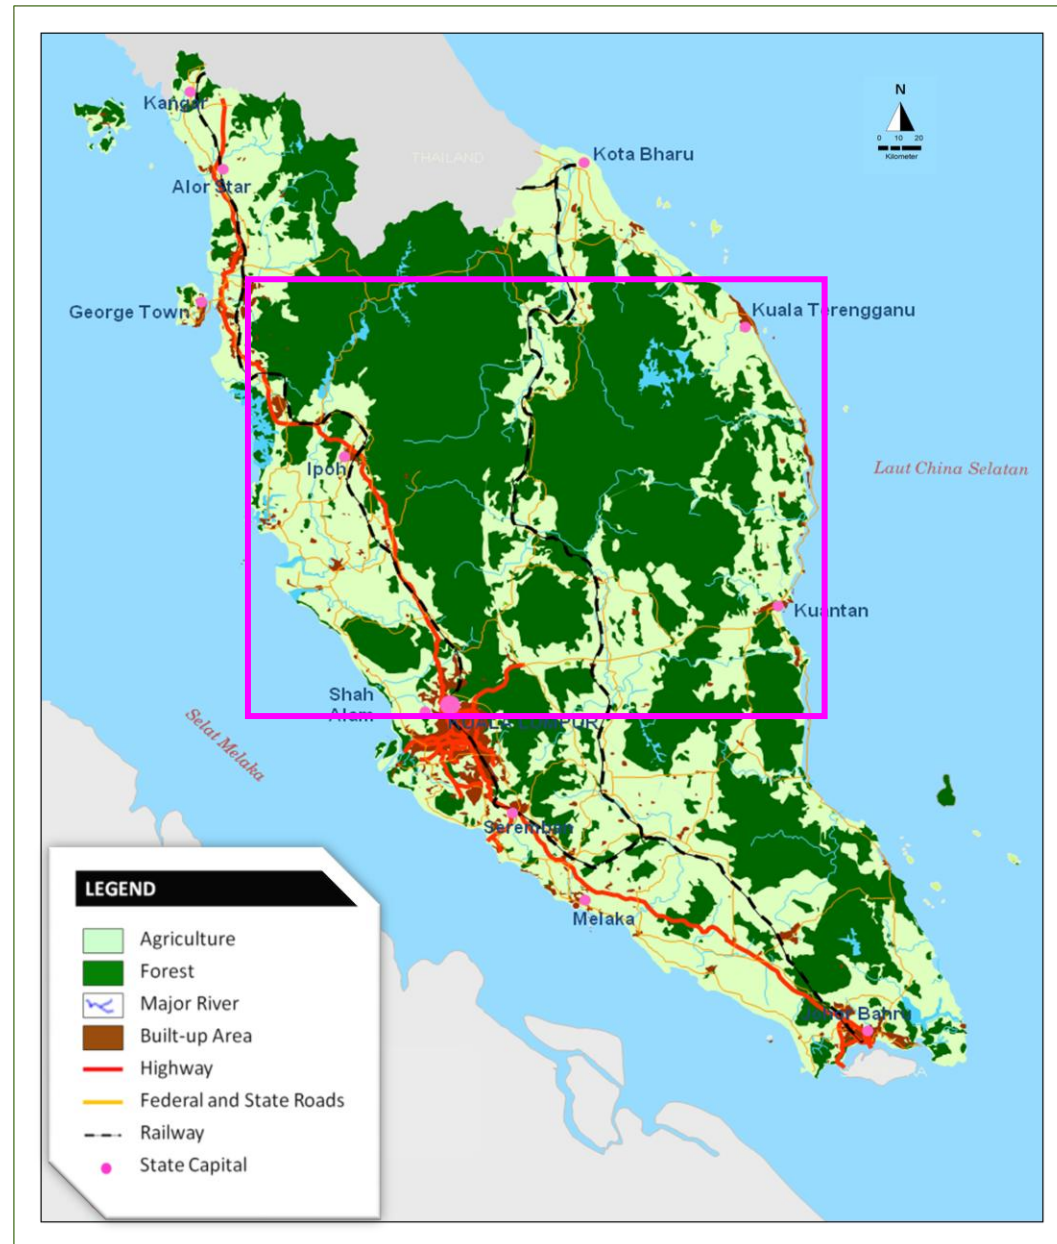 N
0 10 20
Kilometer
Kangar
THAILAND
Kota Bharu
Alor Star
George Town
Kuala Terengganu
Ipoh
Laut China Selatan
Kuantan
Shah
Alam
KUALA LUMPUR
Selat Melaka
Seremban
Melaka
Johor Bahru
LEGEND
Agriculture
Forest
Major River
Built-up Area
Highway
Federal and State Roads
Railway
State Capital